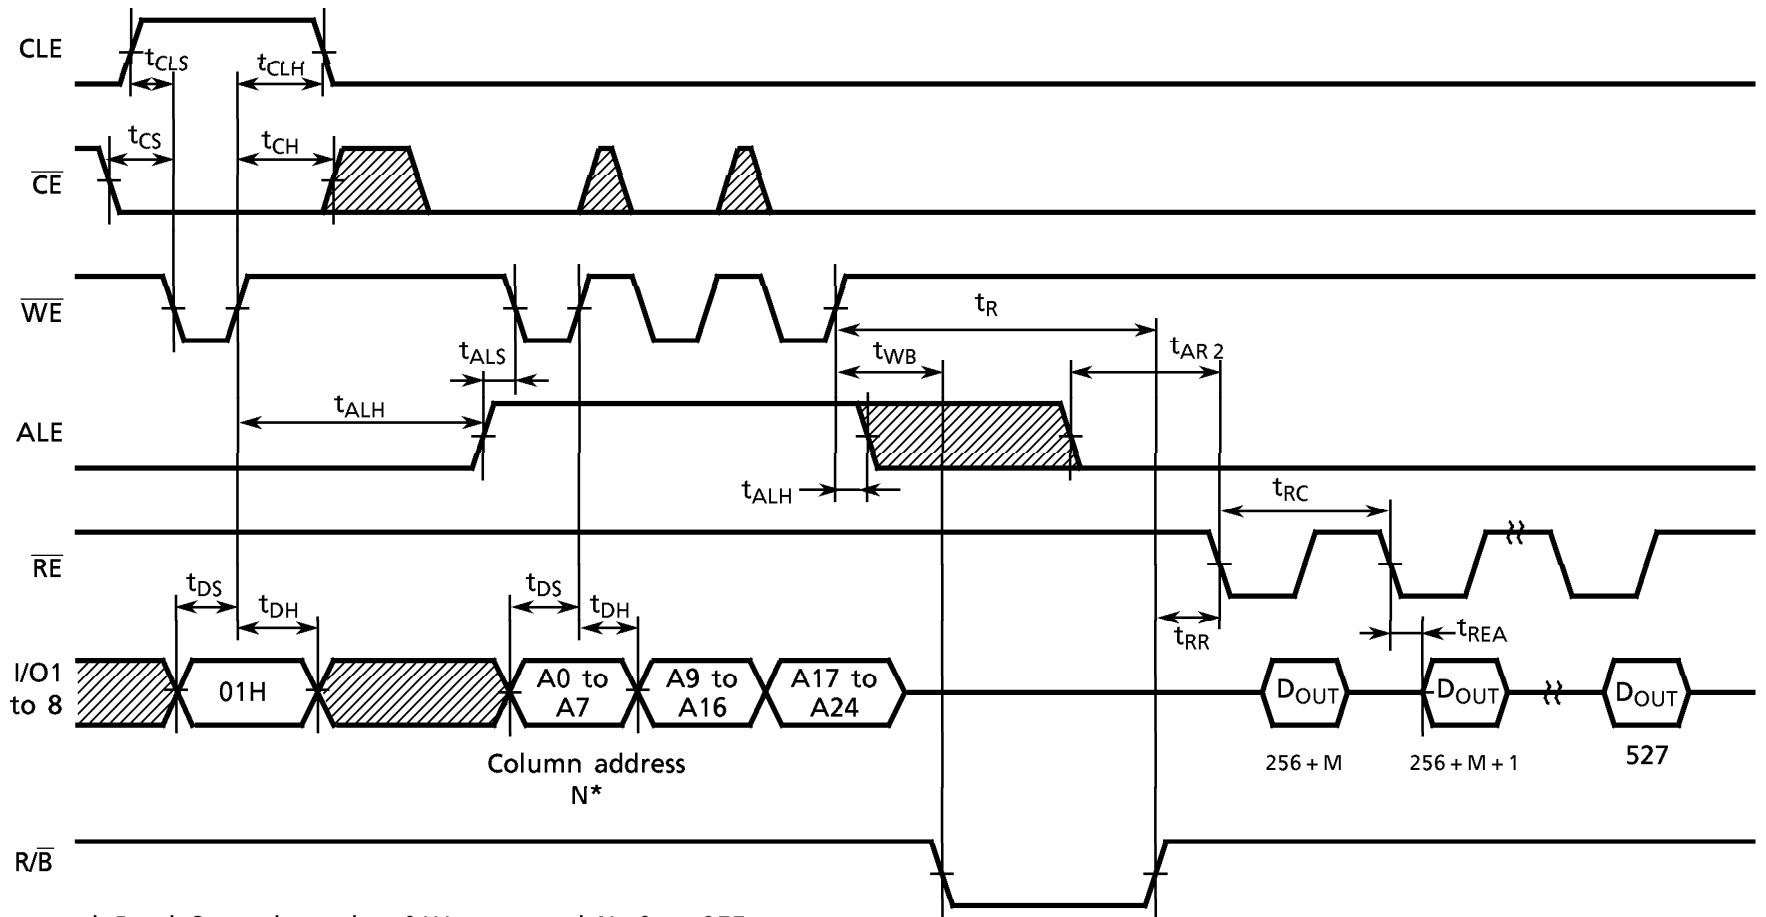 CLE
tCLS
tCLH
CE
tCS
tCH
WE
tR
tALS
tWB
tAR 2
tALH
ALE
tALH
tRC
RE
tDS
tDH
tDS
tDH
tRR
tREA
I/O1
to 8
01H
A0 to
A7
A9 to
A16
A17 to
A24
DOUT
DOUT
DOUT
256 + M
256 + M + 1
527
Column address
N*
R/B